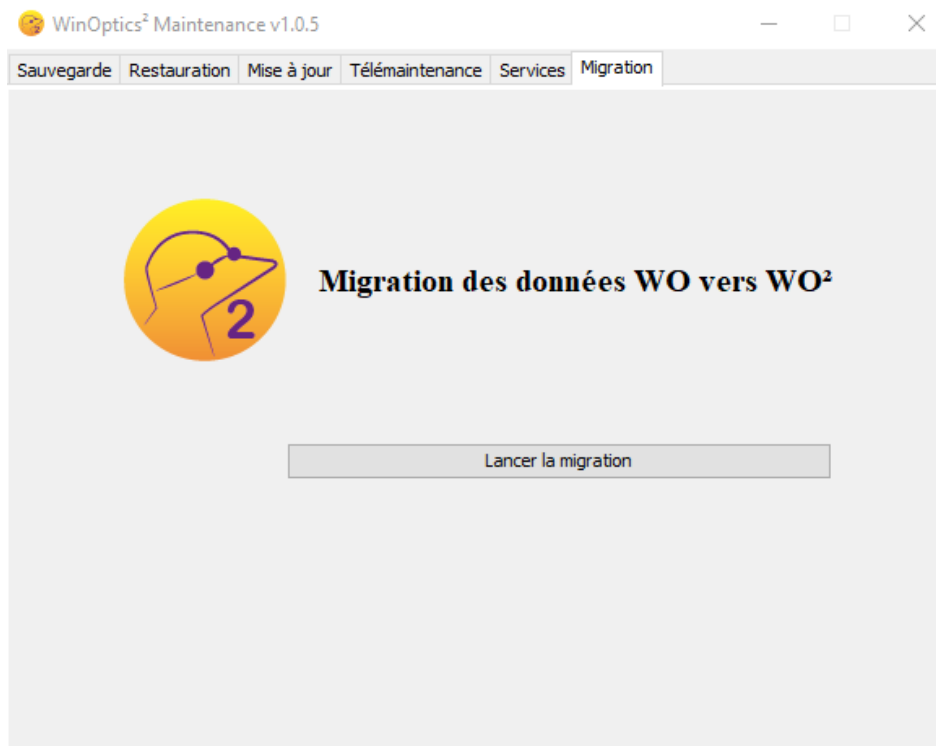 WinOptics² Maintenance v1.0.5
Sauvegarde Restauration Mise à jour Télémaintenance Services Migration
2
Migration des données WO vers WO²
Lancer la migration